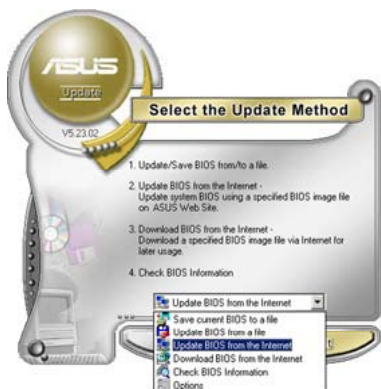 ASUS
Update
V5.23.02
Select the Update Method
1. Update/Save BIOS from/to a file.
2. Update BIOS from the Internet -
Update system BIOS using a specified BIOS image file
on ASUS Web Site.
3. Download BIOS from the Internet -
Download a specified BIOS image file via Internet for
later usage.
4. Check BIOS Information
Update BIOS from the Internet
Save current BIOS to a file
Update BIOS from a file
Update BIOS from the Internet
Download BIOS from the Internet
Check BIOS Information
Options